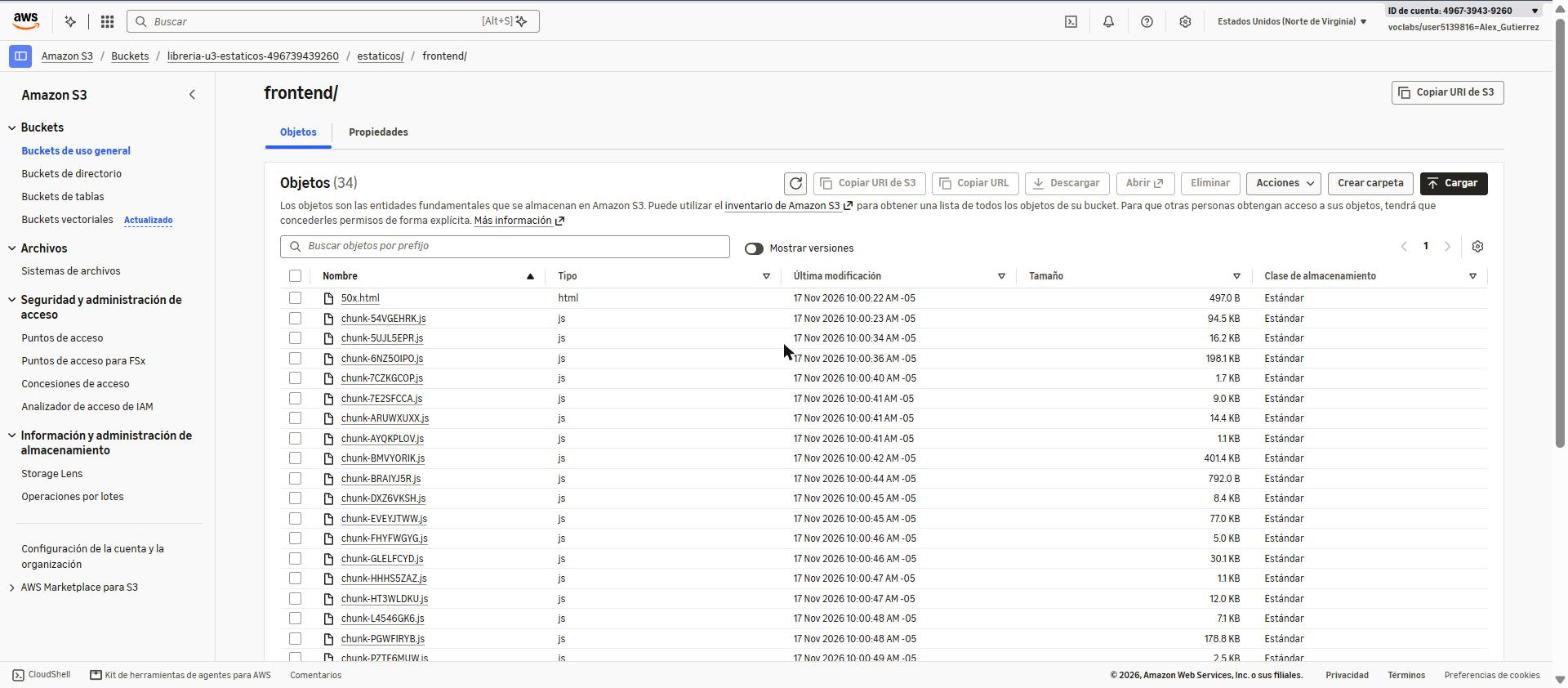 aws
Buscar
[Alt+S]
Estados Unidos (Norte de Virginia)
ID de cuenta: 4967-3943-9260
voclabs/user5139816=Alex_Gutierrez
Amazon S3 / Buckets / libreria-u3-estaticos-496739439260 / estaticos/ / frontend/
Amazon S3
Buckets
Buckets de uso general
Buckets de directorio
Buckets de tablas
Buckets vectoriales Actualizado
Archivos
Sistemas de archivos
Seguridad y administración de
acceso
Puntos de acceso
Puntos de acceso para FSx
Concesiones de acceso
Analizador de acceso de IAM
Información y administración de
almacenamiento
Storage Lens
Operaciones por lotes
Configuración de la cuenta y la
organización
AWS Marketplace para S3
frontend/
Copiar URI de S3
Objetos Propiedades
Objetos (34)
Copiar URI de S3 Copiar URL Descargar Abrir Eliminar Acciones Crear carpeta Cargar
Los objetos son las entidades fundamentales que se almacenan en Amazon S3. Puede utilizar el inventario de Amazon S3 para obtener una lista de todos los objetos de su bucket. Para que otras personas obtengan acceso a sus objetos, tendrá que
concederles permisos de forma explícita. Más información
Buscar objetos por prefijo
Mostrar versiones
1
Nombre Tipo Última modificación Tamaño Clase de almacenamiento
50x.html html 17 Nov 2026 10:00:22 AM -05 497.0 B Estándar
chunk-54VGEHRK.js js 17 Nov 2026 10:00:23 AM -05 94.5 KB Estándar
chunk-5UJL5EPR.js js 17 Nov 2026 10:00:34 AM -05 16.2 KB Estándar
chunk-6NZ5OIPO.js js 17 Nov 2026 10:00:36 AM -05 198.1 KB Estándar
chunk-7CZKGCOP.js js 17 Nov 2026 10:00:40 AM -05 1.7 KB Estándar
chunk-7E2SFCCA.js js 17 Nov 2026 10:00:41 AM -05 9.0 KB Estándar
chunk-ARUWXUXX.js js 17 Nov 2026 10:00:41 AM -05 14.4 KB Estándar
chunk-AYQKPLOV.js js 17 Nov 2026 10:00:41 AM -05 1.1 KB Estándar
chunk-BMVYORIK.js js 17 Nov 2026 10:00:42 AM -05 401.4 KB Estándar
chunk-BRAIYJ5R.js js 17 Nov 2026 10:00:44 AM -05 792.0 B Estándar
chunk-DXZ6VKSH.js js 17 Nov 2026 10:00:45 AM -05 8.4 KB Estándar
chunk-EVEYJTWW.js js 17 Nov 2026 10:00:45 AM -05 77.0 KB Estándar
chunk-FHYFWGYG.js js 17 Nov 2026 10:00:46 AM -05 5.0 KB Estándar
chunk-GLELFCYD.js js 17 Nov 2026 10:00:46 AM -05 30.1 KB Estándar
chunk-HHHS5ZAZ.js js 17 Nov 2026 10:00:47 AM -05 1.1 KB Estándar
chunk-HT3WLDKU.js js 17 Nov 2026 10:00:47 AM -05 12.0 KB Estándar
chunk-L4546GK6.js js 17 Nov 2026 10:00:48 AM -05 7.1 KB Estándar
chunk-PGWFIRYB.js js 17 Nov 2026 10:00:48 AM -05 178.8 KB Estándar
chunk-PZTF6MUW.js js 17 Nov 2026 10:00:49 AM -05 2.5 KB Estándar
CloudShell Kit de herramientas de agentes para AWS Comentarios
© 2026, Amazon Web Services, Inc. o sus filiales. Privacidad Términos Preferencias de cookies